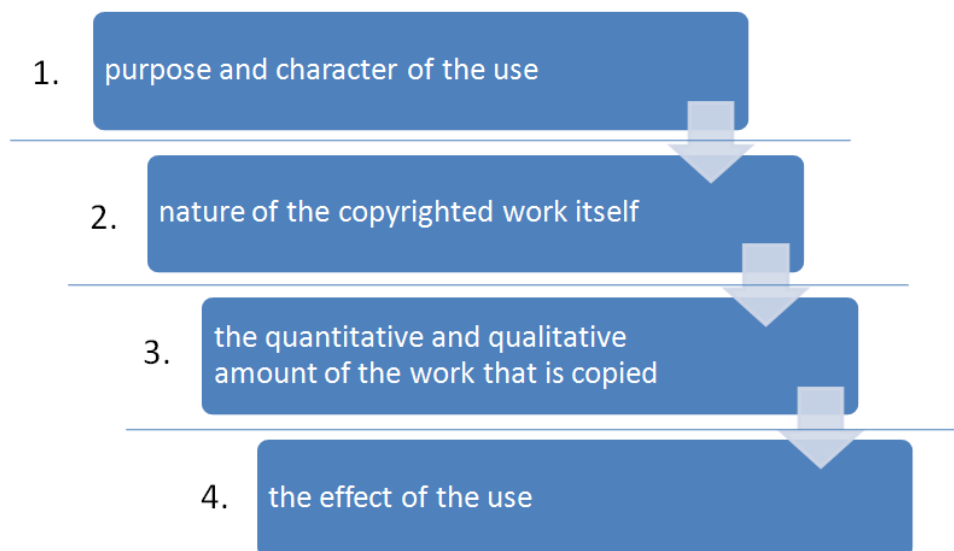 1. purpose and character of the use
2. nature of the copyrighted work itself
3. the quantitative and qualitative
amount of the work that is copied
4. the effect of the use